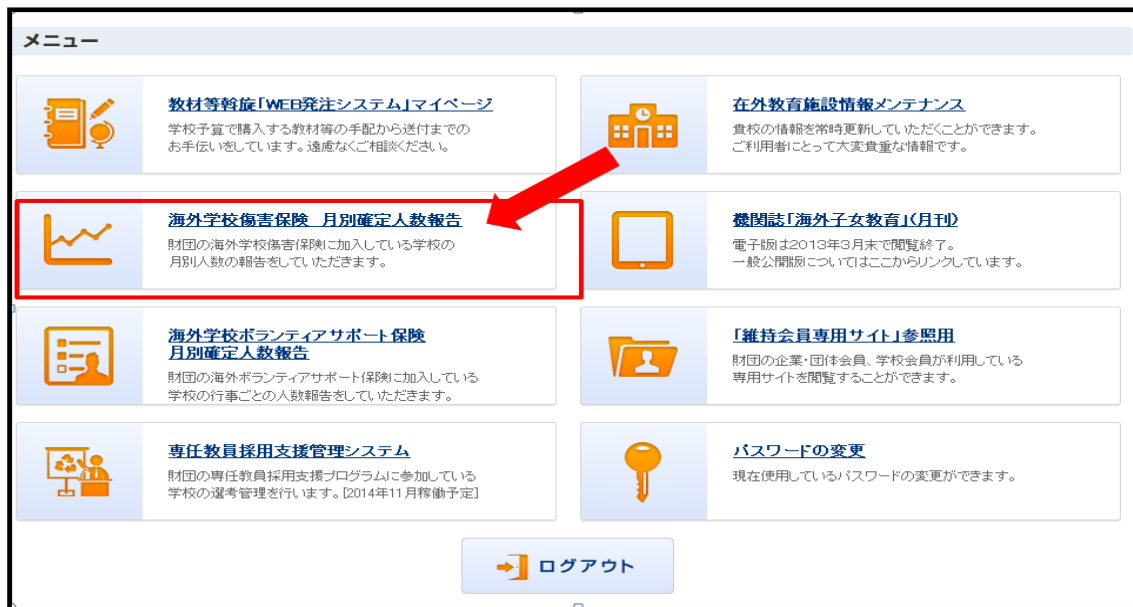 メニュー
教材等斡旋「WEB発注システム」マイページ
学校予算で購入する教材等の手配から送付までの
お手伝いをしています。遠慮なくご相談ください。
在外教育施設情報メンテナンス
貴校の情報を常時更新していただくことができます。
ご利用者にとって大変貴重な情報です。
海外学校傷害保険　月別確定人数報告
財団の海外学校傷害保険に加入している学校の
月別人数の報告をしていただきます。
機関誌「海外子女教育」(月刊)
電子版は2013年3月末で閲覧終了。
一般公開版についてはここからリンクしています。
海外学校ボランティアサポート保険
月別確定人数報告
財団の海外ボランティアサポート保険に加入している
学校の行事ごとの人数報告をしていただきます。
「維持会員専用サイト」参照用
財団の企業・団体会員、学校会員が利用している
専用サイトを閲覧することができます。
専任教員採用支援管理システム
財団の専任教員採用支援プログラムに参加している
学校の選考管理を行います。[2014年11月稼働予定]
パスワードの変更
現在使用しているパスワードの変更ができます。
ログアウト